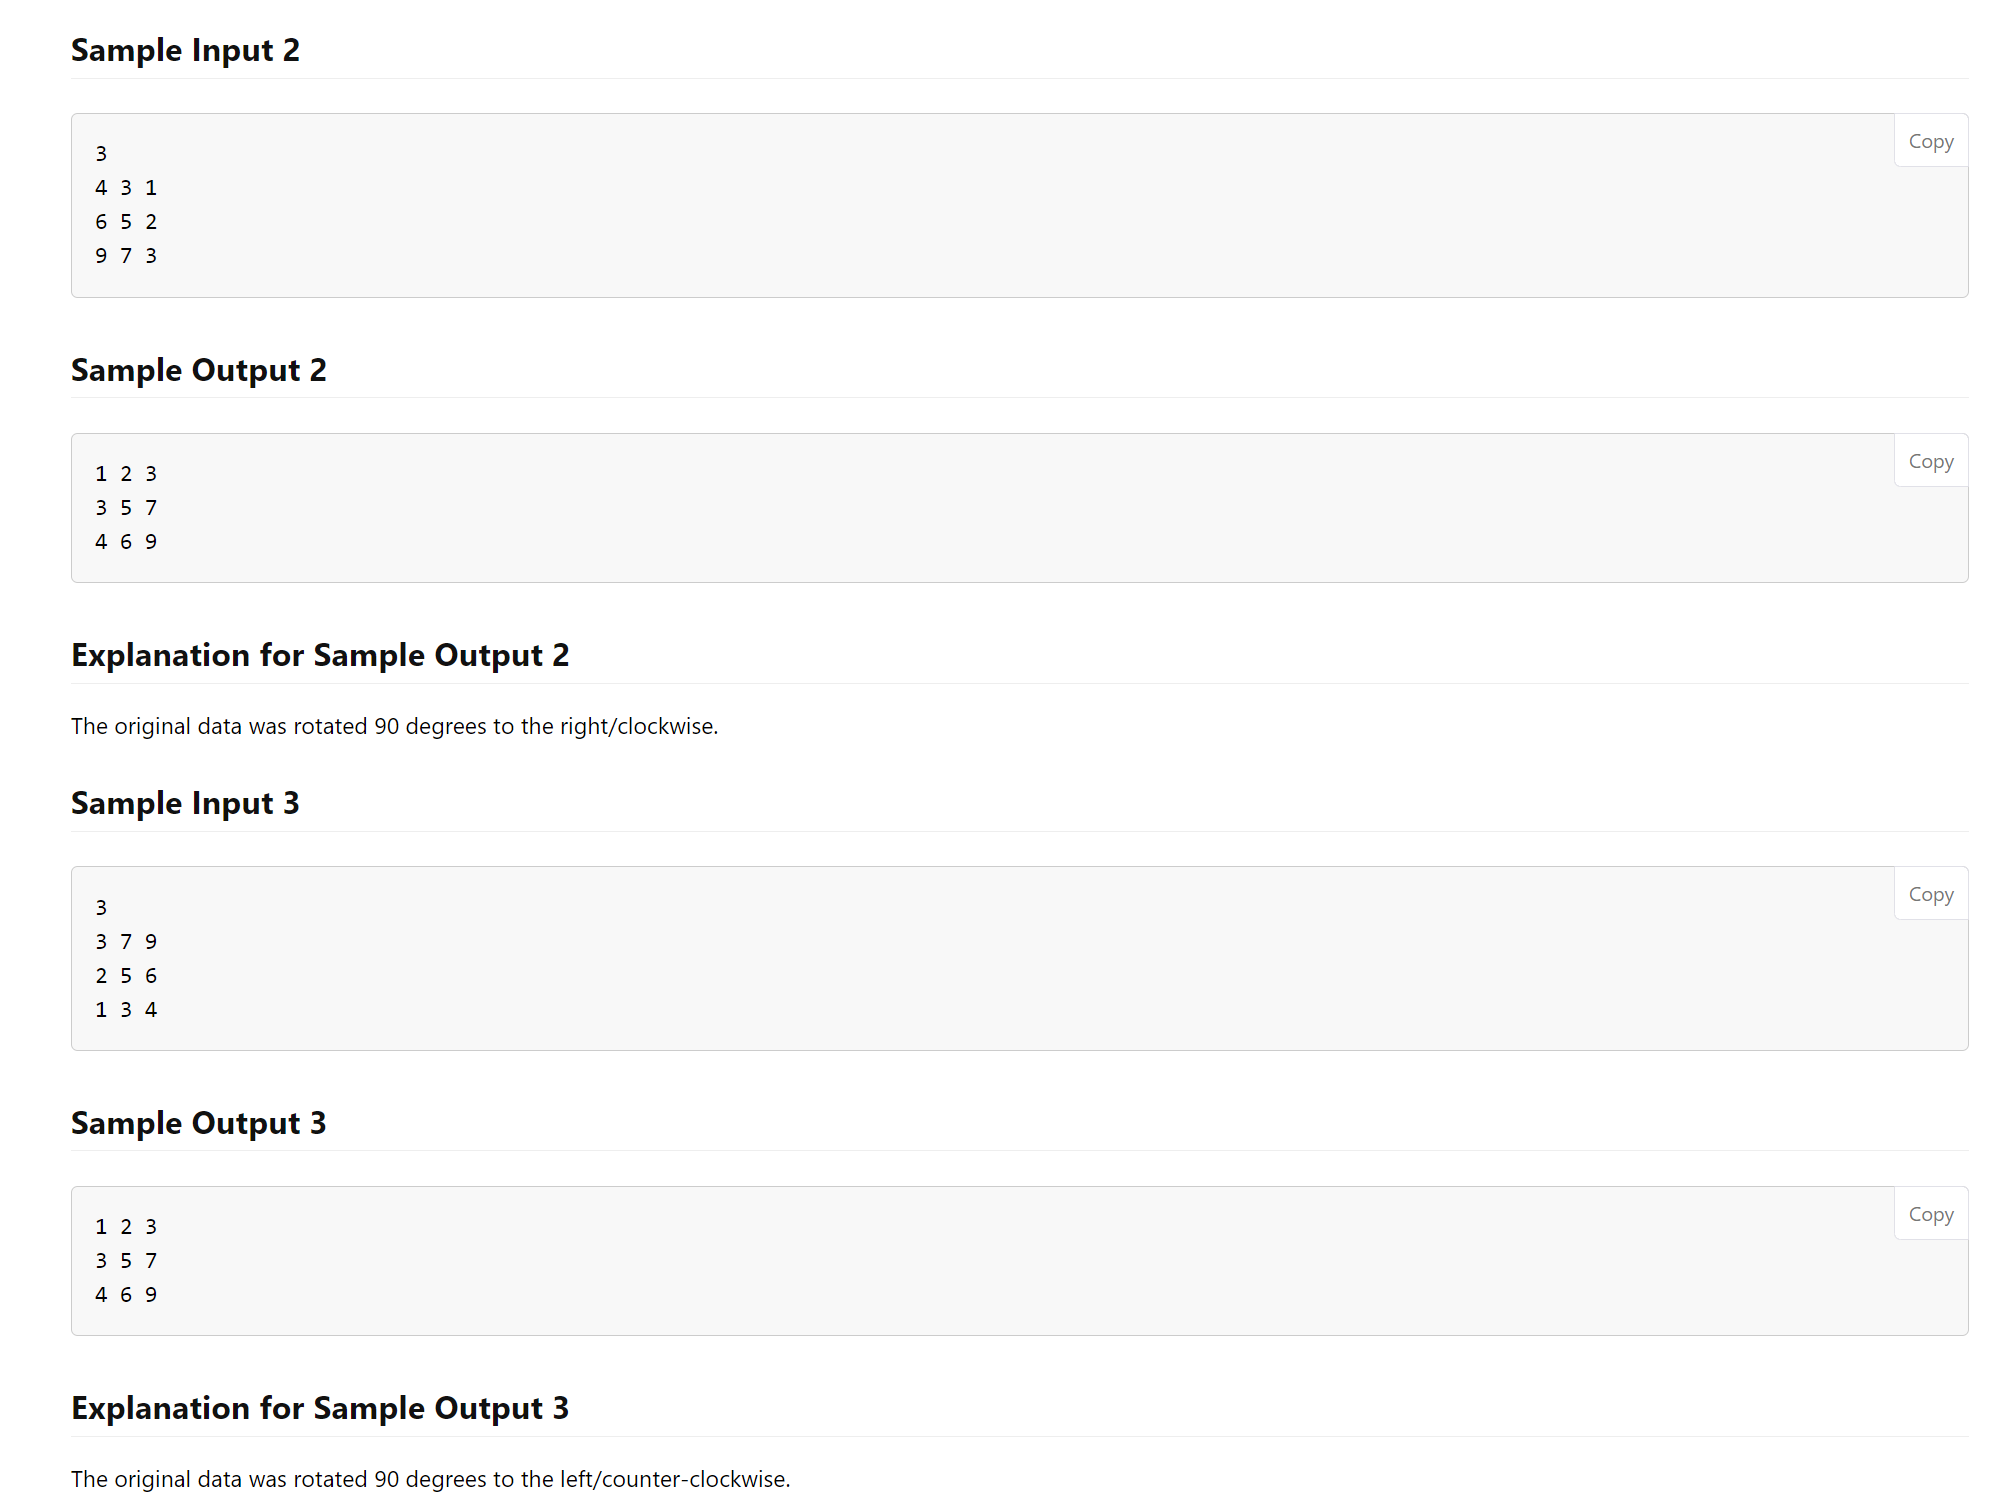 Sample Input 2
Copy
3
4 3 1
6 5 2
9 7 3
Sample Output 2
Copy
1 2 3
3 5 7
4 6 9
Explanation for Sample Output 2
The original data was rotated 90 degrees to the right/clockwise.
Sample Input 3
Copy
3
3 7 9
2 5 6
1 3 4
Sample Output 3
Copy
1 2 3
3 5 7
4 6 9
Explanation for Sample Output 3
The original data was rotated 90 degrees to the left/counter-clockwise.